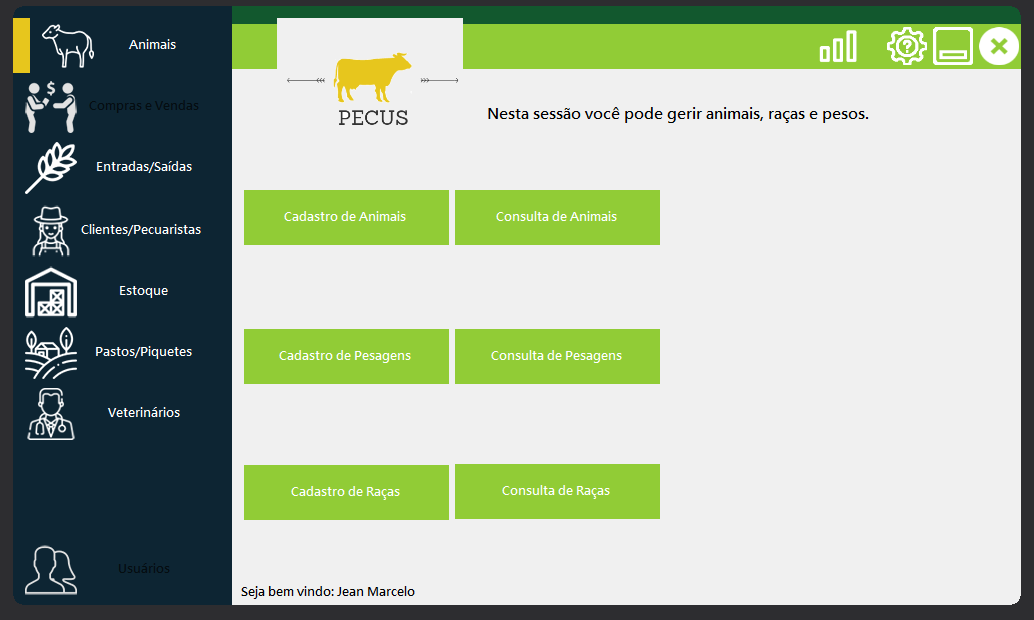 Animais
Compras e Vendas
Entradas/Saídas
Clientes/Pecuaristas
Estoque
Pastos/Piquetes
Veterinários
Usuários
PECUS
Nesta sessão você pode gerir animais, raças e pesos.
Cadastro de Animais
Consulta de Animais
Cadastro de Pesagens
Consulta de Pesagens
Cadastro de Raças
Consulta de Raças
Seja bem vindo: Jean Marcelo